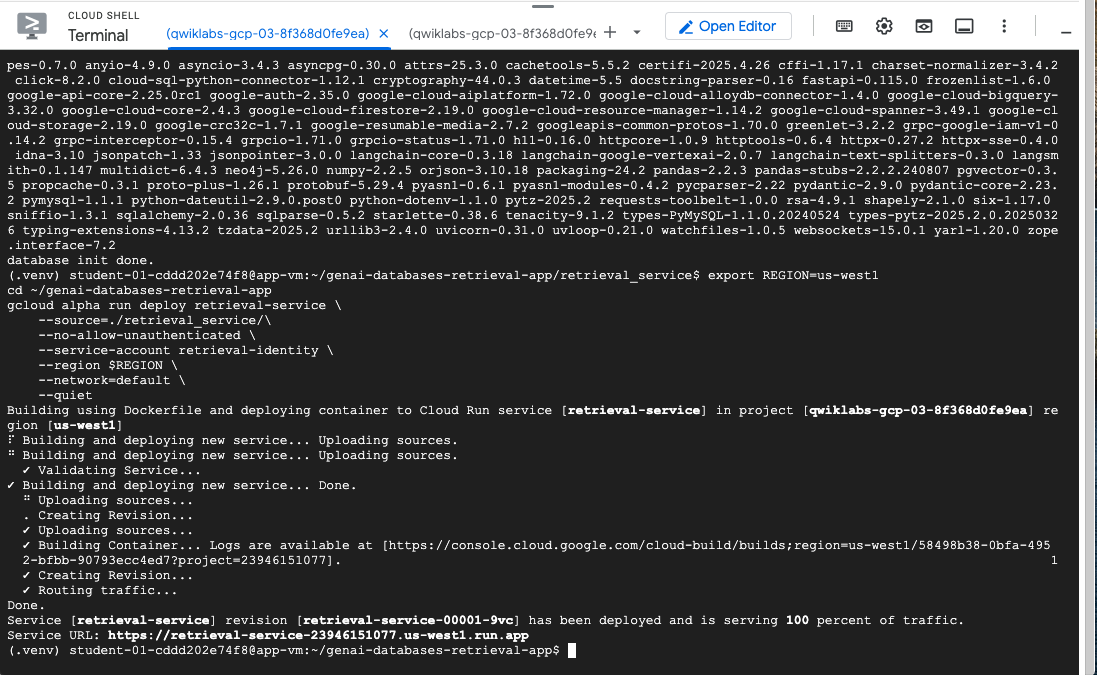 CLOUD SHELL
Terminal
(qwiklabs-gcp-03-8f368d0fe9ea) ×
(qwiklabs-gcp-03-8f368d0fe9e
Open Editor
pes-0.7.0 anyio-4.9.0 asyncio-3.4.3 asyncpg-0.30.0 attrs-25.3.0 cachetools-5.5.2 certifi-2025.4.26 cffi-1.17.1 charset-normalizer-3.4.2
click-8.2.0 cloud-sql-python-connector-1.12.1 cryptography-44.0.3 datetime-5.5 docstring-parser-0.16 fastapi-0.115.0 frozenlist-1.6.0
google-api-core-2.25.0rc1 google-auth-2.35.0 google-cloud-aiplatform-1.72.0 google-cloud-alloydb-connector-1.4.0 google-cloud-bigquery-
3.32.0 google-cloud-core-2.4.3 google-cloud-firestore-2.19.0 google-cloud-resource-manager-1.14.2 google-cloud-spanner-3.49.1 google-cl
oud-storage-2.19.0 google-crc32c-1.7.1 google-resumable-media-2.7.2 googleapis-common-protos-1.70.0 greenlet-3.2.2 grpc-google-iam-v1-0
.14.2 grpc-interceptor-0.15.4 grpcio-1.71.0 grpcio-status-1.71.0 h11-0.16.0 httpcore-1.0.9 httptools-0.6.4 httpx-0.27.2 httpx-sse-0.4.0
idna-3.10 jsonpatch-1.33 jsonpointer-3.0.0 langchain-core-0.3.18 langchain-google-vertexai-2.0.7 langchain-text-splitters-0.3.0 langsm
ith-0.1.147 multidict-6.4.3 neo4j-5.26.0 numpy-2.2.5 orjson-3.10.18 packaging-24.2 pandas-2.2.3 pandas-stubs-2.2.2.240807 pgvector-0.3.
5 propcache-0.3.1 proto-plus-1.26.1 protobuf-5.29.4 pyasn1-0.6.1 pyasn1-modules-0.4.2 pycparser-2.22 pydantic-2.9.0 pydantic-core-2.23.
2 pymysql-1.1.1 python-dateutil-2.9.0.post0 python-dotenv-1.1.0 pytz-2025.2 requests-toolbelt-1.0.0 rsa-4.9.1 shapely-2.1.0 six-1.17.0
sniffio-1.3.1 sqlalchemy-2.0.36 sqlparse-0.5.2 starlette-0.38.6 tenacity-9.1.2 types-PyMySQL-1.1.0.20240524 types-pytz-2025.2.0.2025032
6 typing-extensions-4.13.2 tzdata-2025.2 urllib3-2.4.0 uvicorn-0.31.0 uvloop-0.21.0 watchfiles-1.0.5 websockets-15.0.1 yarl-1.20.0 zope
.interface-7.2
database init done.
(.venv) student-01-cddd202e74f8@app-vm:~/genai-databases-retrieval-app/retrieval_service$ export REGION=us-west1
cd ~/genai-databases-retrieval-app
gcloud alpha run deploy retrieval-service \
--source=./retrieval_service/\
--no-allow-unauthenticated \
--service-account retrieval-identity \
--region $REGION \
--network=default \
--quiet
Building using Dockerfile and deploying container to Cloud Run service [retrieval-service] in project [qwiklabs-gcp-03-8f368d0fe9ea] re
gion [us-west1]
⠏ Building and deploying new service... Uploading sources.
⠛ Building and deploying new service... Uploading sources.
✓ Validating Service...
✓ Building and deploying new service... Done.
⠛ Uploading sources...
. Creating Revision...
✓ Uploading sources...
✓ Building Container... Logs are available at [https://console.cloud.google.com/cloud-build/builds;region=us-west1/58498b38-0bfa-495
2-bfbb-90793ecc4ed7?project=23946151077]. 1
✓ Creating Revision...
✓ Routing traffic...
Done.
Service [retrieval-service] revision [retrieval-service-00001-9vc] has been deployed and is serving 100 percent of traffic.
Service URL: https://retrieval-service-23946151077.us-west1.run.app
(.venv) student-01-cddd202e74f8@app-vm:~/genai-databases-retrieval-app$